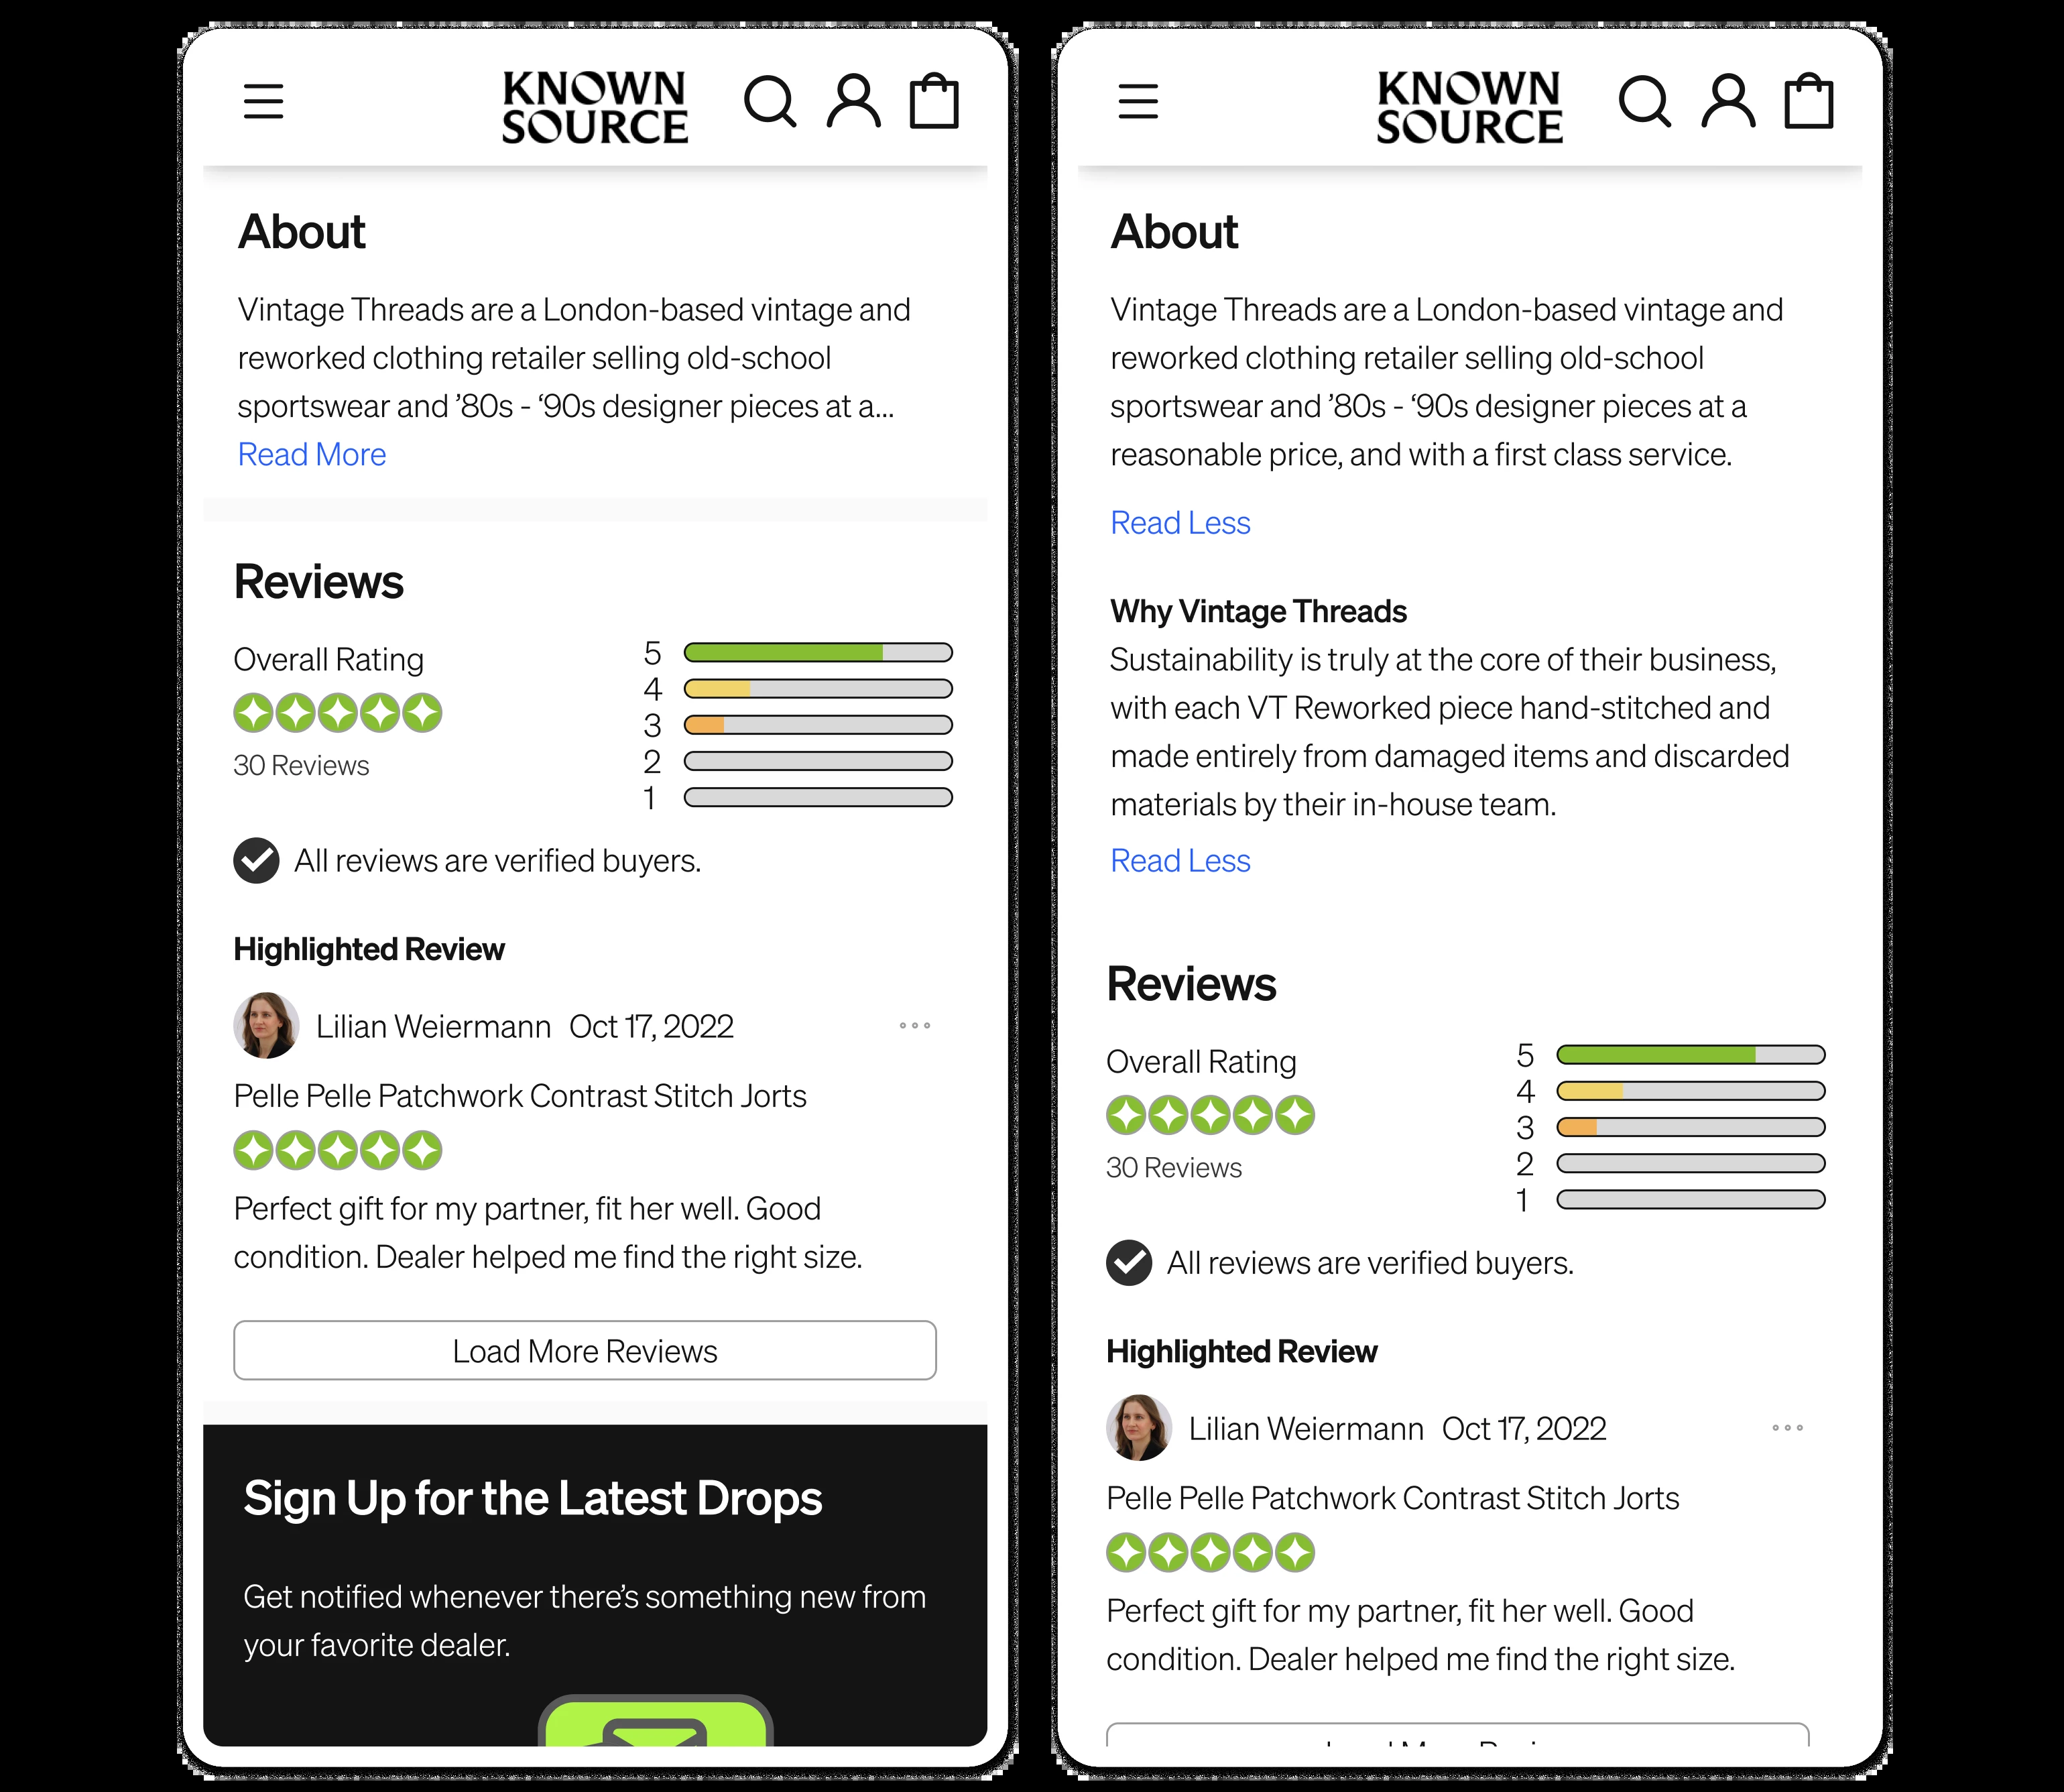 KNOWN
SOURCE
About
Vintage Threads are a London-based vintage and
reworked clothing retailer selling old-school
sportswear and ’80s - ‘90s designer pieces at a...
Read More
Reviews
Overall Rating
30 Reviews
5
4
3
2
1
All reviews are verified buyers.
Highlighted Review
Lilian Weiermann Oct 17, 2022
Pelle Pelle Patchwork Contrast Stitch Jorts
Perfect gift for my partner, fit her well. Good
condition. Dealer helped me find the right size.
Load More Reviews
Sign Up for the Latest Drops
Get notified whenever there’s something new from
your favorite dealer.
KNOWN
SOURCE
About
Vintage Threads are a London-based vintage and
reworked clothing retailer selling old-school
sportswear and ’80s - ‘90s designer pieces at a
reasonable price, and with a first class service.
Read Less
Why Vintage Threads
Sustainability is truly at the core of their business,
with each VT Reworked piece hand-stitched and
made entirely from damaged items and discarded
materials by their in-house team.
Read Less
Reviews
Overall Rating
30 Reviews
5
4
3
2
1
All reviews are verified buyers.
Highlighted Review
Lilian Weiermann Oct 17, 2022
Pelle Pelle Patchwork Contrast Stitch Jorts
Perfect gift for my partner, fit her well. Good
condition. Dealer helped me find the right size.